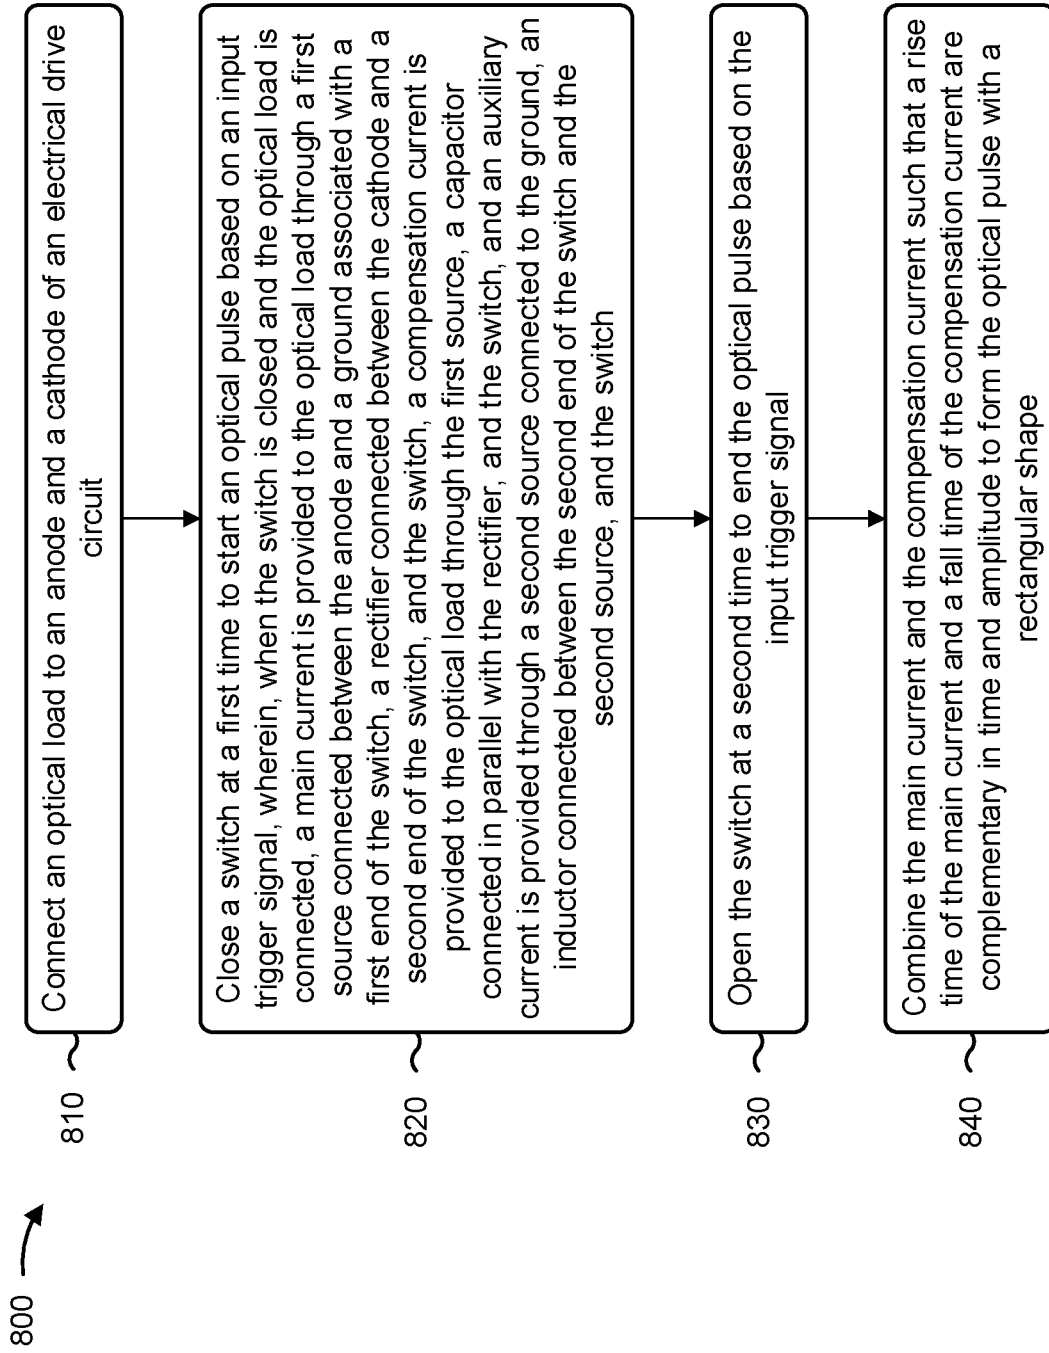 800
810
Connect an optical load to an anode and a cathode of an electrical drive
circuit
820
Close a switch at a first time to start an optical pulse based on an input
trigger signal, wherein, when the switch is closed and the optical load is
connected, a main current is provided to the optical load through a first
source connected between the anode and a ground associated with a
first end of the switch, a rectifier connected between the cathode and a
second end of the switch, and the switch, a compensation current is
provided to the optical load through the first source, a capacitor
connected in parallel with the rectifier, and the switch, and an auxiliary
current is provided through a second source connected to the ground, an
inductor connected between the second end of the switch and the
second source, and the switch
830
Open the switch at a second time to end the optical pulse based on the
input trigger signal
840
Combine the main current and the compensation current such that a rise
time of the main current and a fall time of the compensation current are
complementary in time and amplitude to form the optical pulse with a
rectangular shape